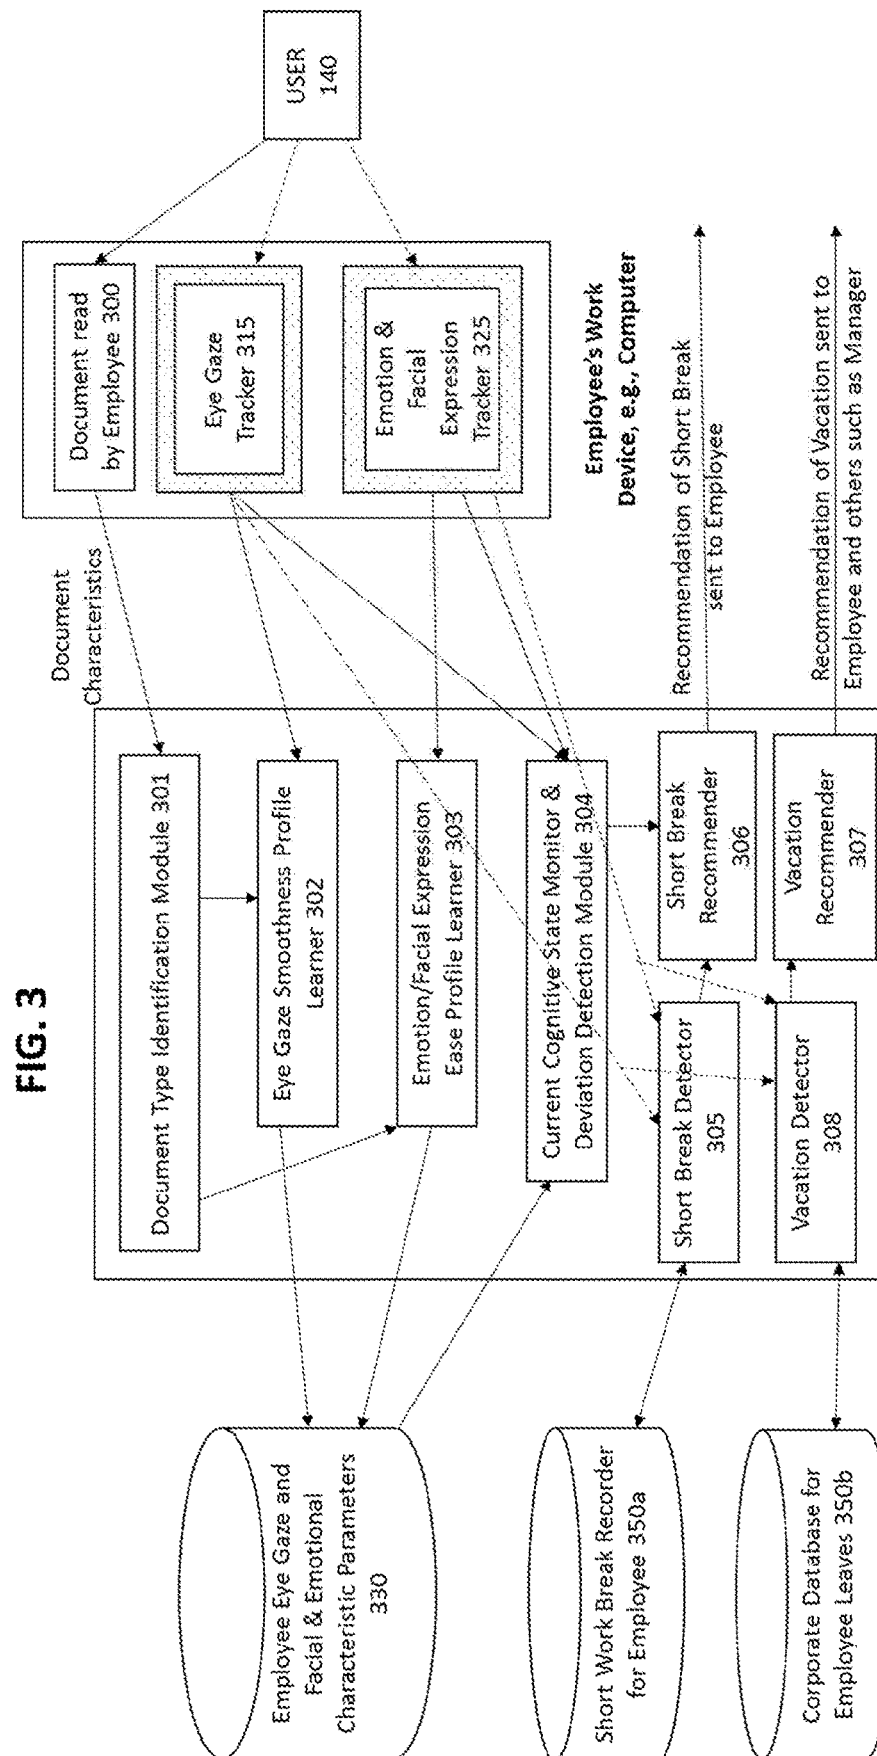 FIG. 3
Employee Eye Gaze and
Facial & Emotional
Characteristic Parameters
330
Short Work Break Recorder
for Employee 350a
Corporate Database for
Employee Leaves 350b
Document Type Identification Module 301
Eye Gaze Smoothness Profile
Learner 302
Emotion/Facial Expression
Ease Profile Learner 303
Current Cognitive State Monitor &
Deviation Detection Module 304
Short Break Detector
305
Short Break
Recommender
306
Vacation Detector
308
Vacation
Recommender
307
Document
Characteristics
Document read
by Employee 300
Eye Gaze
Tracker 315
Emotion &
Facial
Expression
Tracker 325
Employee's Work
Device, e.g., Computer
Recommendation of Short Break
sent to Employee
Recommendation of Vacation sent to
Employee and others such as Manager
USER
140